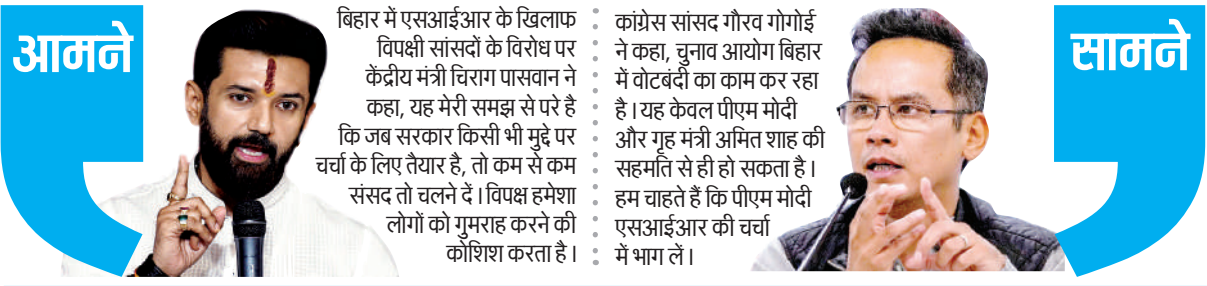 आमने
बिहार में एसआईआर के खिलाफ
विपक्षी सांसदों के विरोध पर
केंद्रीय मंत्री चिराग पासवान ने
कहा, यह मेरी समझ से परे है
कि जब सरकार किसी भी मुद्दे पर
चर्चा के लिए तैयार है, तो कम से कम
संसद तो चलने दें। विपक्ष हमेशा
लोगों को गुमराह करने की
कोशिश करता है।
कांग्रेस सांसद गौरव गोगोई
ने कहा, चुनाव आयोग बिहार
में वोटबंदी का काम कर रहा
है। यह केवल पीएम मोदी
और गृह मंत्री अमित शाह की
सहमति से ही हो सकता है।
हम चाहते हैं कि पीएम मोदी
एसआईआर की चर्चा
में भाग लें।
सामने